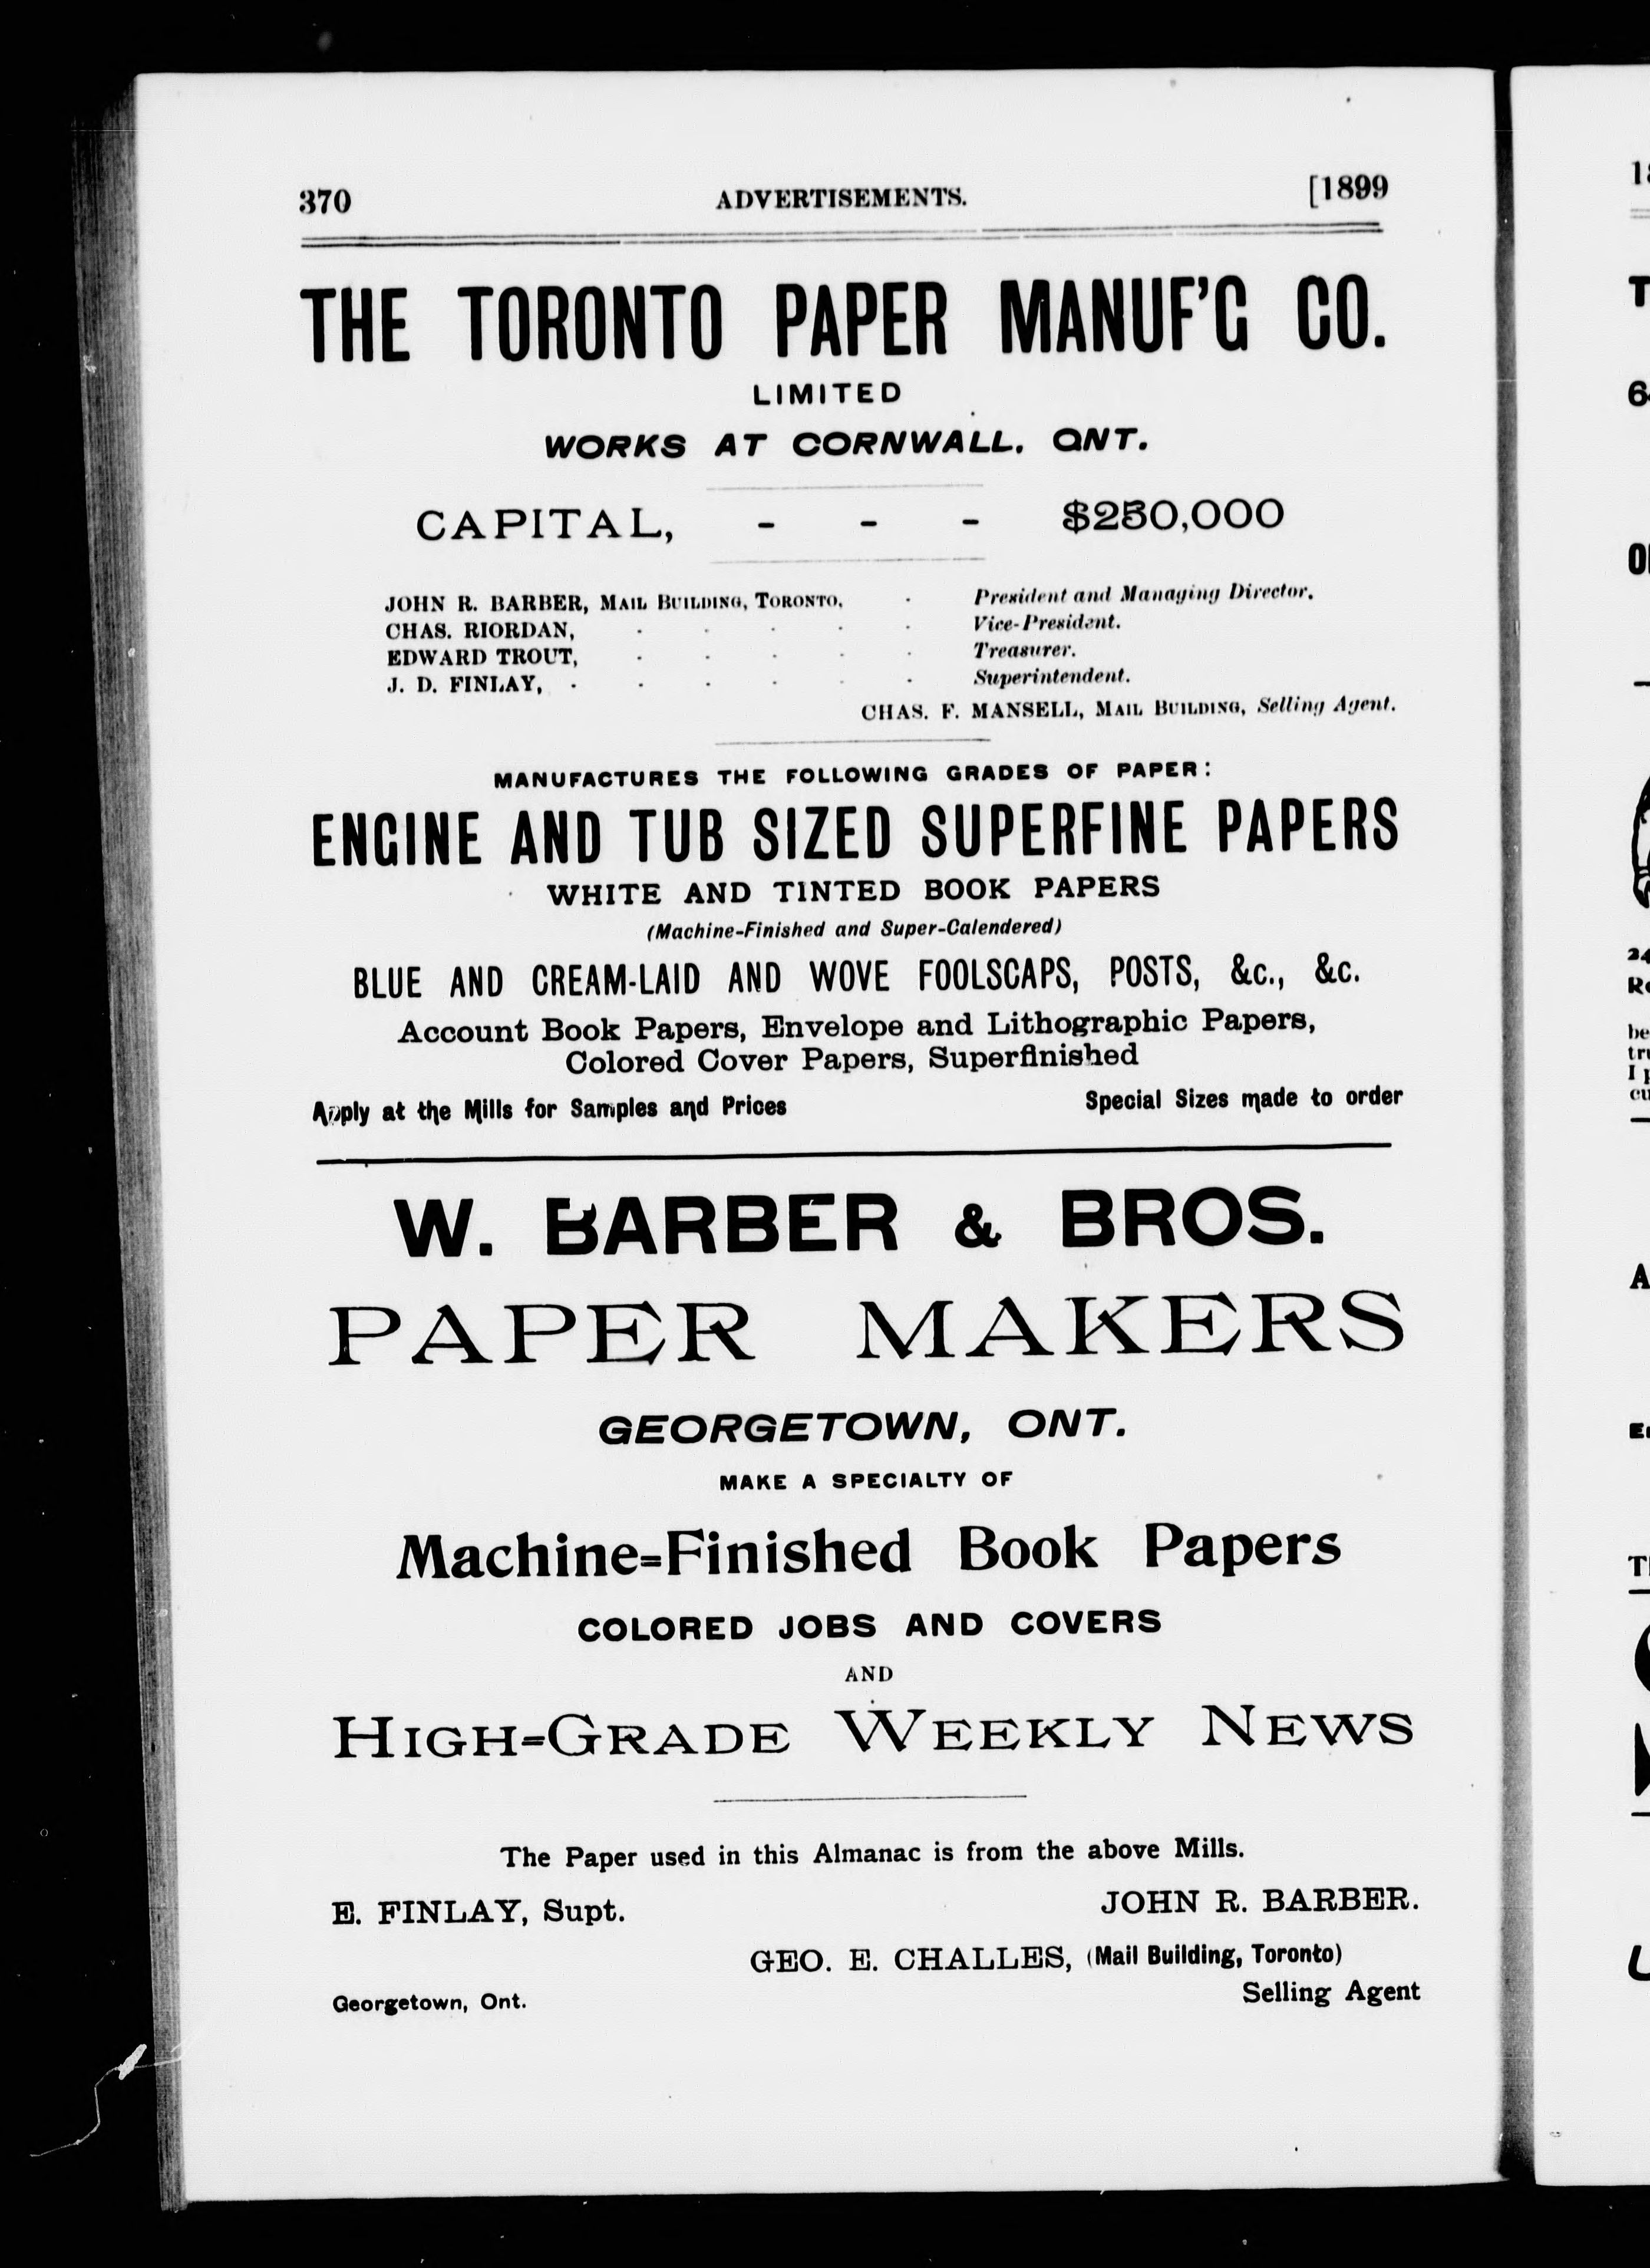 370 ADVERTISEMENTS. [1899
THE TORONTO PAPER MANUF'G CO.
LIMITED
WORKS AT CORNWALL, ONT.
CAPITAL, - - - $250,000
JOHN R. BARBER, MAIL BUILDING, TORONTO, - President and Managing Director.
CHAS. RIORDAN, - - - - - Vice-President.
EDWARD TROUT, - - - - - Treasurer.
J. D. FINLAY, - - - - - - Superintendent.
CHAS. F. MANSELL, MAIL BUILDING, Selling Agent.
MANUFACTURES THE FOLLOWING GRADES OF PAPER:
ENGINE AND TUB SIZED SUPERFINE PAPERS
WHITE AND TINTED BOOK PAPERS
(Machine-Finished and Super-Calendered)
BLUE AND CREAM-LAID AND WOVE FOOLSCAPS, POSTS, &c., &c.
Account Book Papers, Envelope and Lithographic Papers,
Colored Cover Papers, Superfinished
Apply at the Mills for Samples and Prices Special Sizes made to order
W. BARBER & BROS.
PAPER MAKERS
GEORGETOWN, ONT.
MAKE A SPECIALTY OF
Machine=Finished Book Papers
COLORED JOBS AND COVERS
AND
HIGH=GRADE WEEKLY NEWS
The Paper used in this Almanac is from the above Mills.
E. FINLAY, Supt. JOHN R. BARBER.
GEO. E. CHALLES, (Mail Building, Toronto)
Georgetown, Ont. Selling Agent